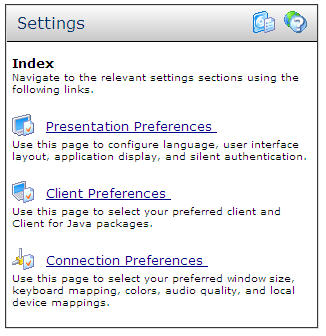 Settings
Index
Navigate to the relevant settings sections using the
following links.
Presentation Preferences
Use this page to configure language, user interface
layout, application display, and silent authentication.
Client Preferences
Use this page to select your preferred client and
Client for Java packages.
Connection Preferences
Use this page to select your preferred window size,
keyboard mapping, colors, audio quality, and local
device mappings.